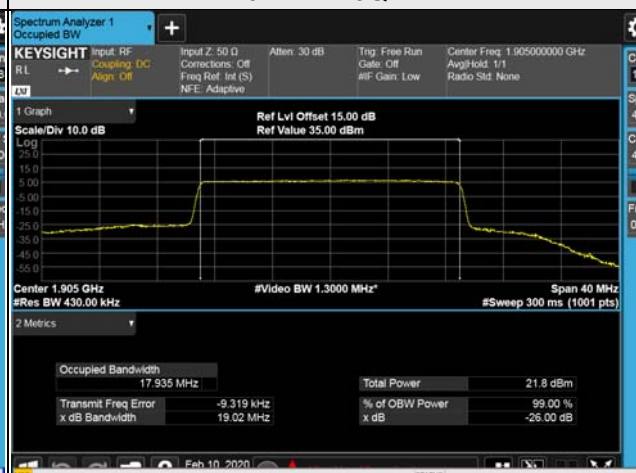 Spectrum Analyzer 1
Occupied BW
KEYSIGHT Input: RF Input Z: 50 Ω Atten: 30 dB Trig: Free Run Center Freq: 1.905000000 GHz
RL Coupling: DC Corrections: Off Gate: Off Avg|Hold: 1/1
Align: Off Freq Ref: Int (S) #IF Gain: Low Radio Std: None
LXI NFE: Adaptive
1 Graph
Ref Lvl Offset 15.00 dB
Scale/Div 10.0 dB Ref Value 35.00 dBm
Log
25.0
15.0
5.00
-5.00
-15.0
-25.0
-35.0
-45.0
-55.0
Center 1.905 GHz #Video BW 1.3000 MHz* Span 40 MHz
#Res BW 430.00 kHz #Sweep 300 ms (1001 pts)
2 Metrics
Occupied Bandwidth
17.935 MHz Total Power 21.8 dBm
Transmit Freq Error -9.319 kHz % of OBW Power 99.00 %
x dB Bandwidth 19.02 MHz x dB -26.00 dB
Feb 10, 2020